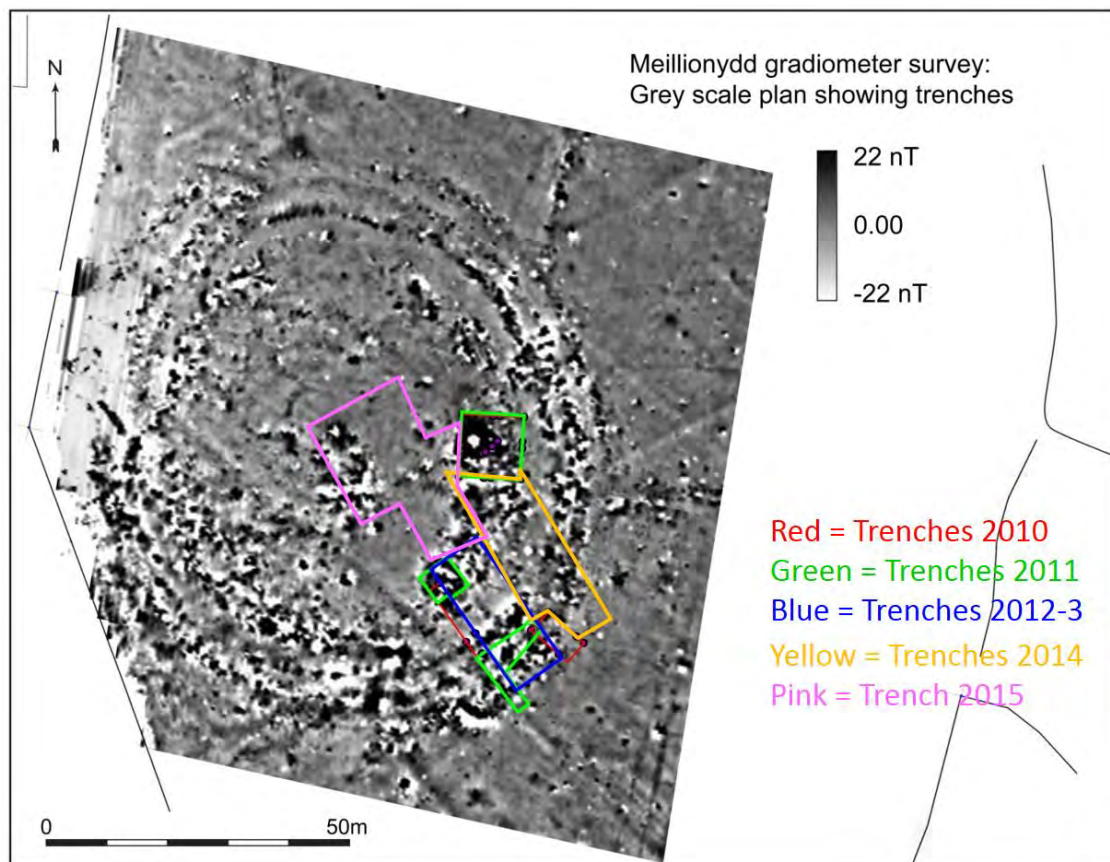 Meillionydd gradiometer survey:
Grey scale plan showing trenches
N
22 nT
0.00
-22 nT
Red = Trenches 2010
Green = Trenches 2011
Blue = Trenches 2012-3
Yellow = Trenches 2014
Pink = Trench 2015
0
50m